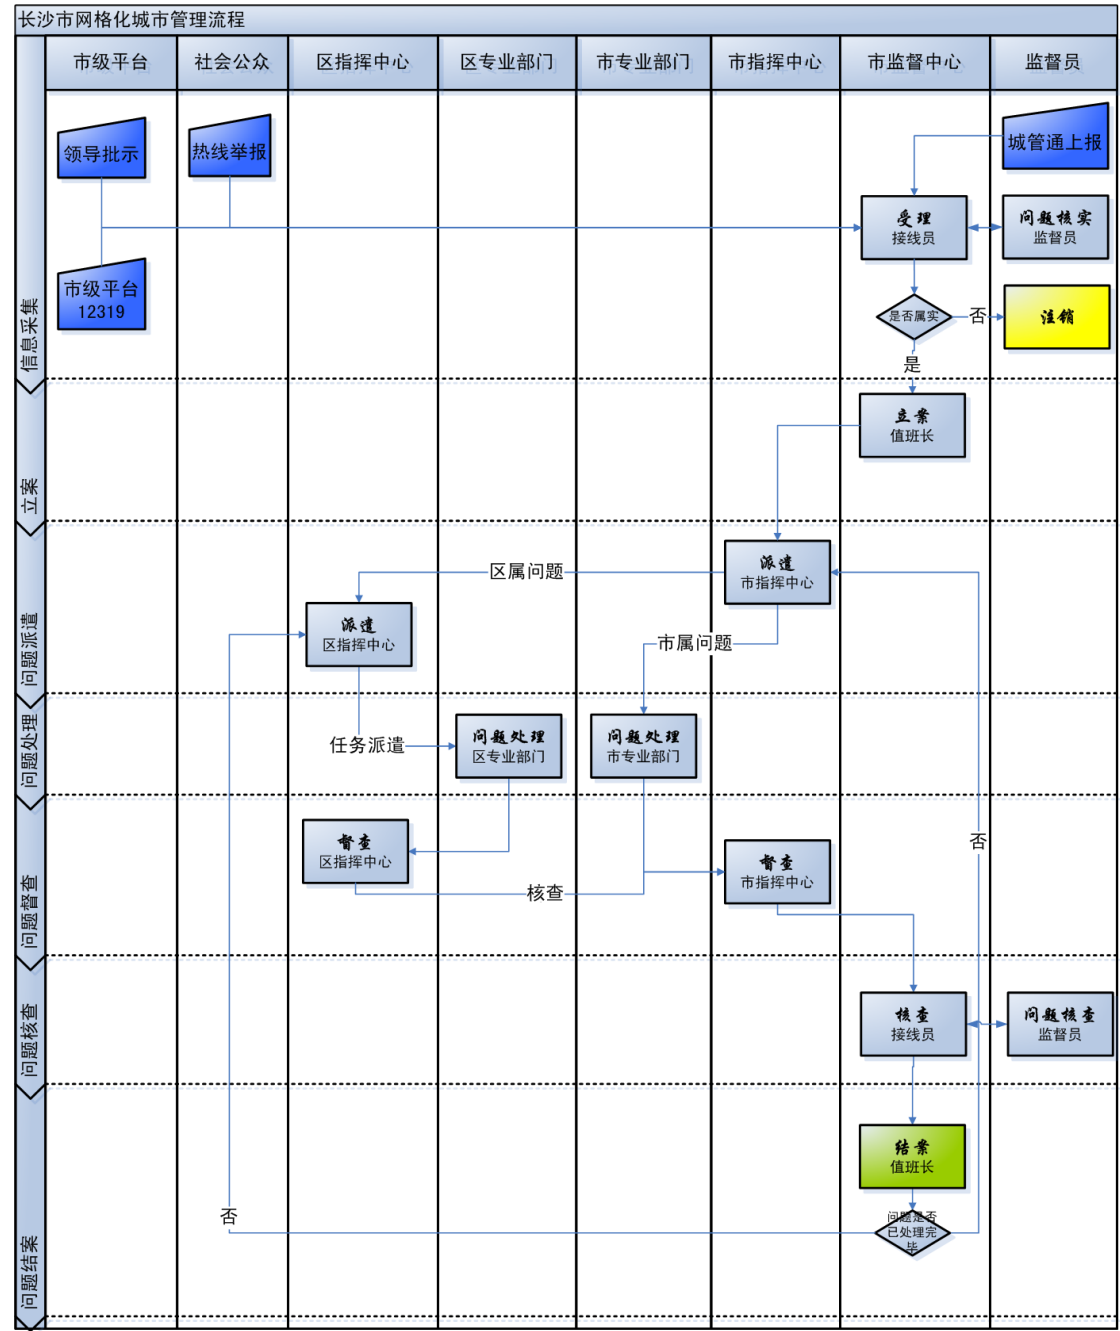 长沙市网格化城市管理流程
市级平台
社会公众
区指挥中心
区专业部门
市专业部门
市指挥中心
市监督中心
监督员
信息采集
领导批示
热线举报
城管通上报
受理
接线员
问题核实
监督员
市级平台
12319
是否属实
否
注销
是
立案
立案
值班长
问题派遣
派遣
市指挥中心
区属问题
派遣
区指挥中心
市属问题
问题处理
任务派遣
问题处理
区专业部门
问题处理
市专业部门
问题督查
督查
区指挥中心
否
督查
市指挥中心
核查
问题核查
核查
接线员
问题核查
监督员
问题结案
结案
值班长
否
问题是否
已处理完
毕